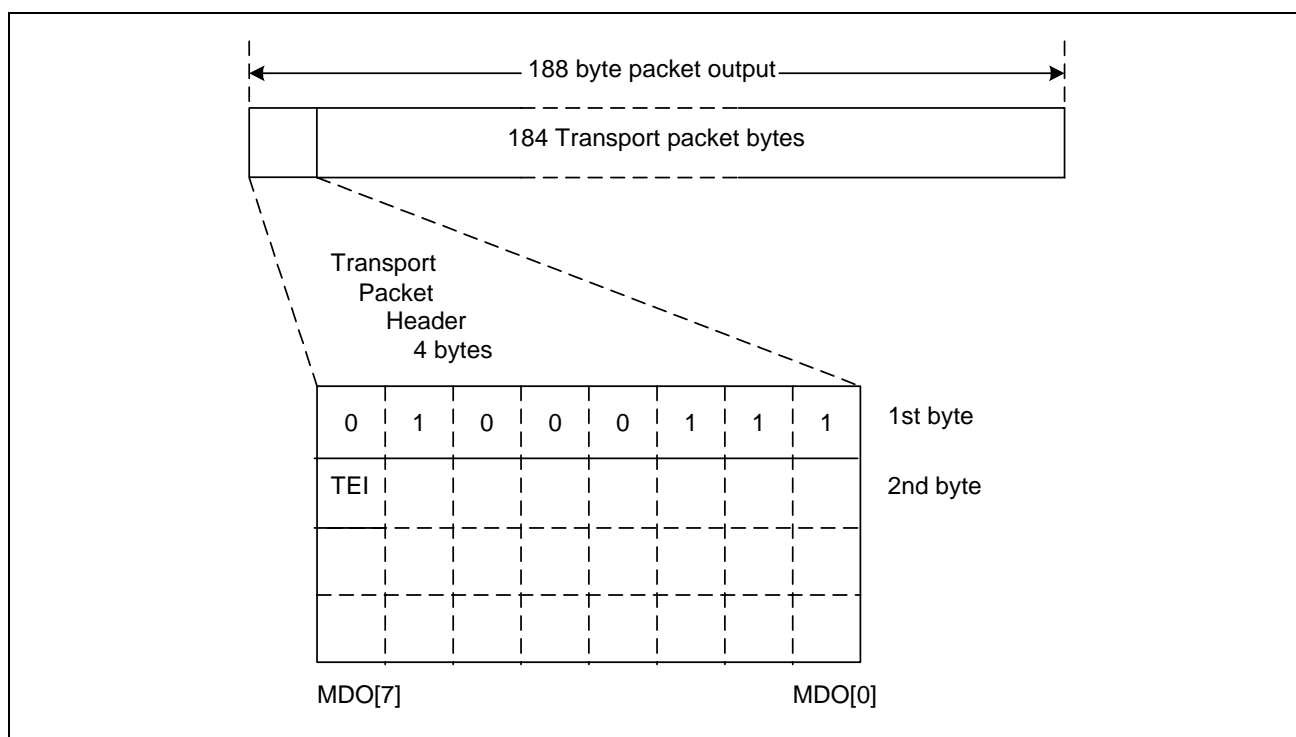 188 byte packet output
184 Transport packet bytes
Transport
Packet
Header
4 bytes
0 1 0 0 0 1 1 1 1st byte
TEI 2nd byte
MDO[7] MDO[0]